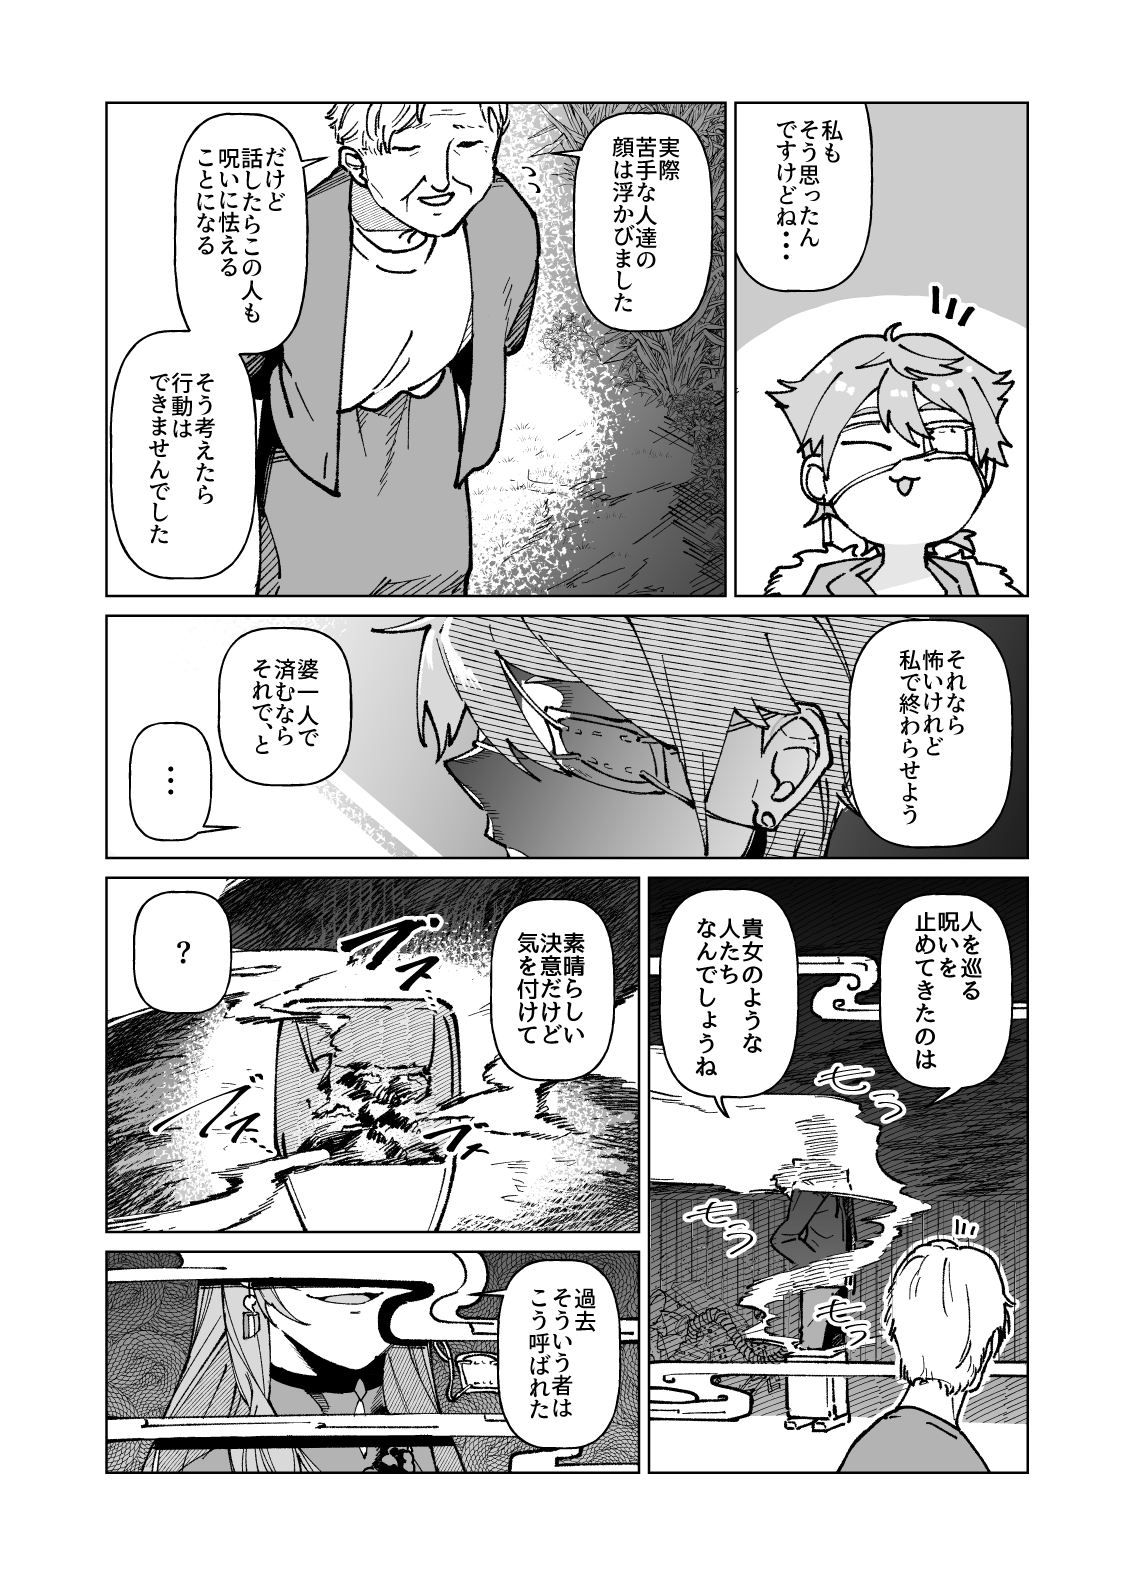 私も
そう思ったん
ですけどね・・・
実際
苦手な人達の
顔は浮かびました
だけど
話したらこの人も
呪いに怯える
ことになる
そう考えたら
行動は
できませんでした
それなら
怖いけれど
私で終わらせよう
婆一人で
済むなら
それで、と
・・・
人を巡る
呪いを
止めてきたのは
貴女のような
人たち
なんでしょうね
もう
もう
もう
素晴らしい
決意だけど
気を付けて
ズズ
ズズ
ズズ
?
過去
そういう者は
こう呼ばれた